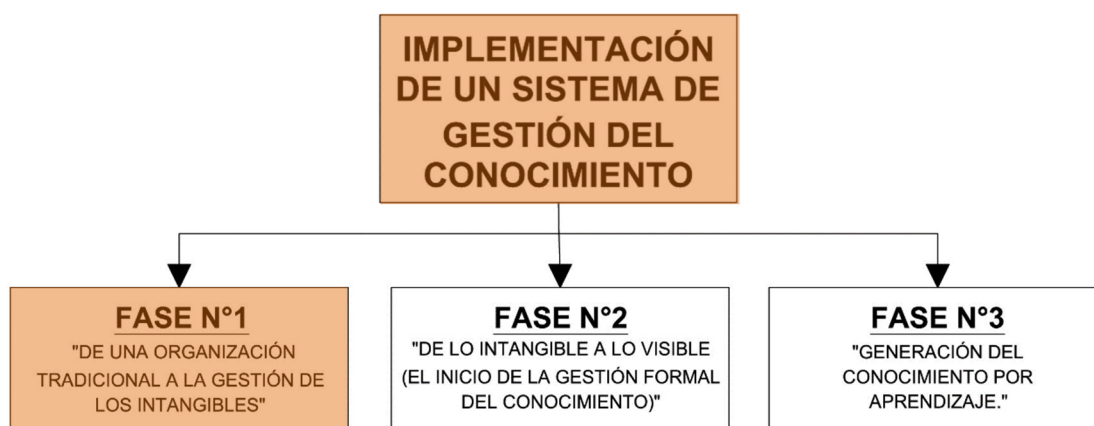 IMPLEMENTACIÓN
DE UN SISTEMA DE
GESTIÓN DEL
CONOCIMIENTO
FASE N°1
"DE UNA ORGANIZACIÓN
TRADICIONAL A LA GESTIÓN DE
LOS INTANGIBLES"
FASE N°2
"DE LO INTANGIBLE A LO VISIBLE
(EL INICIO DE LA GESTIÓN FORMAL
DEL CONOCIMIENTO)"
FASE N°3
"GENERACIÓN DEL
CONOCIMIENTO POR
APRENDIZAJE."